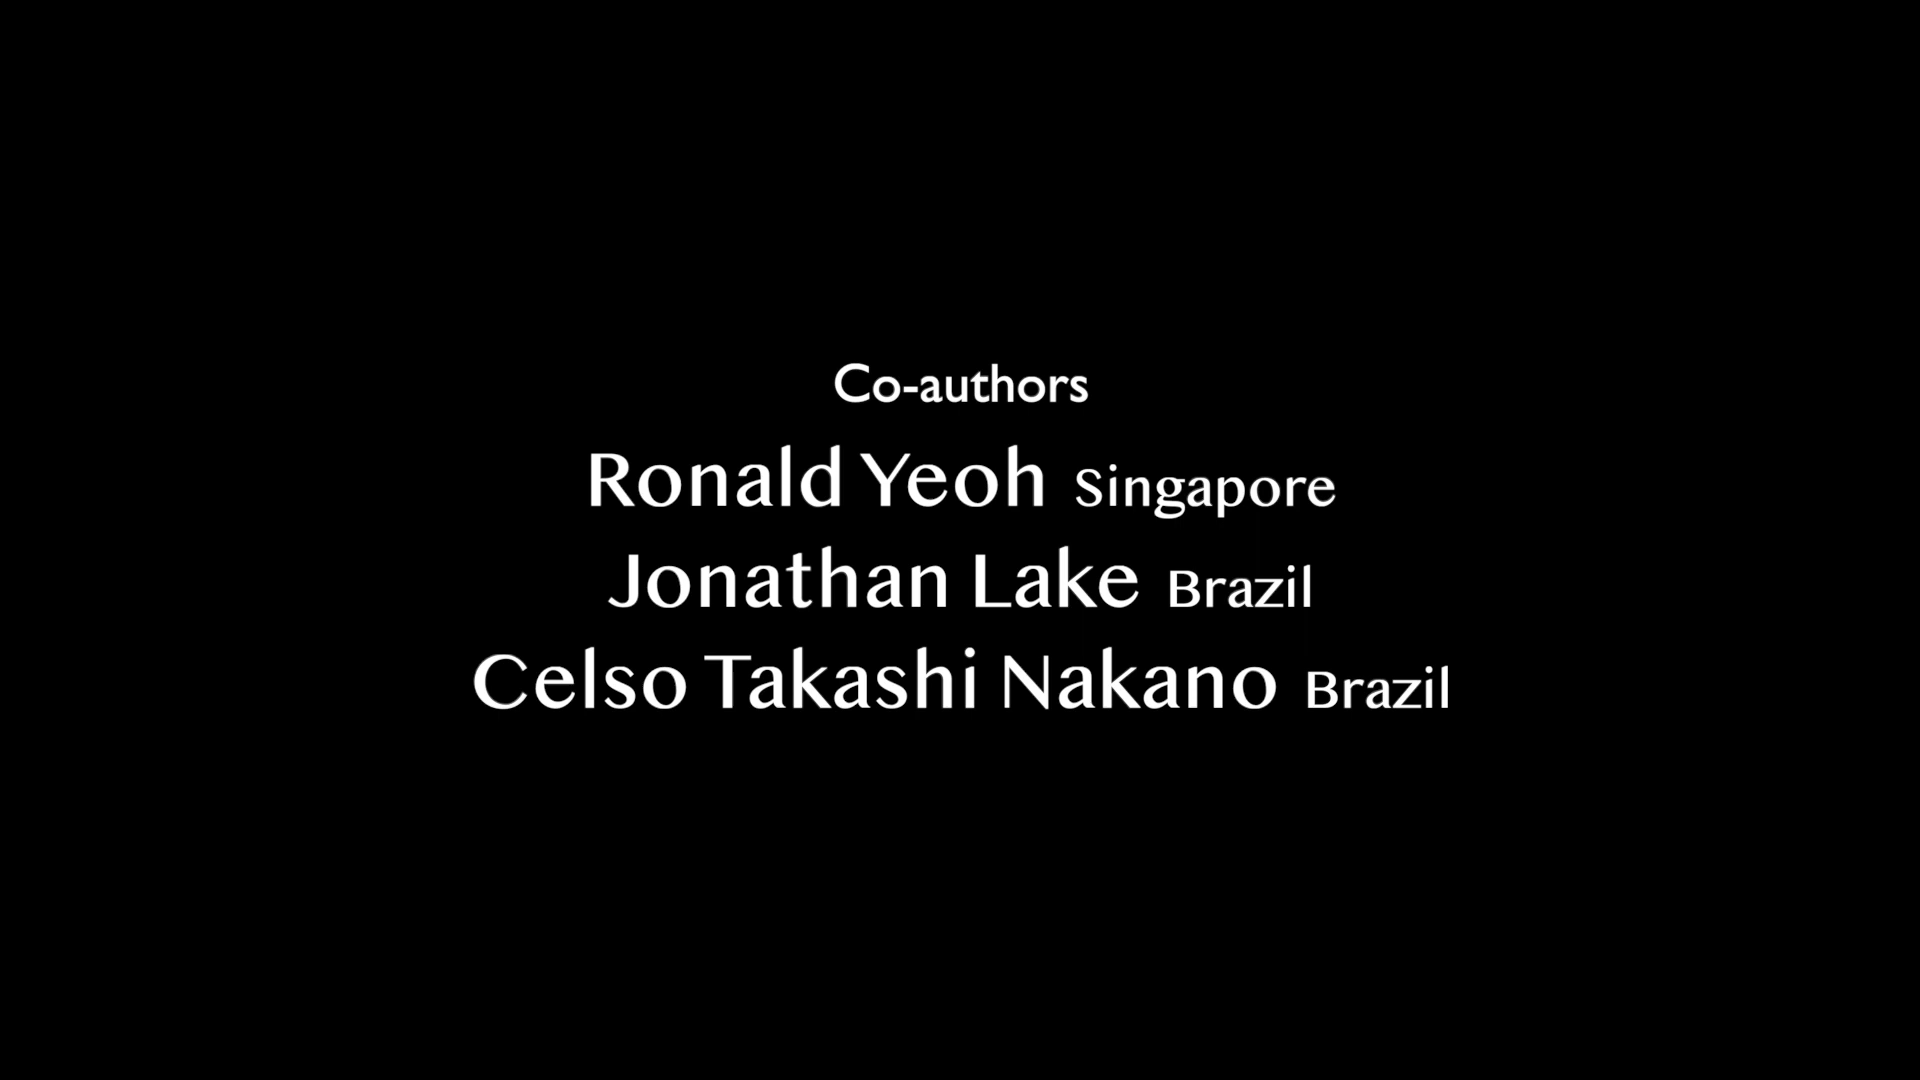 Co-authors
Ronald Yeoh Singapore
Jonathan Lake Brazil
Celso Takashi Nakano Brazil